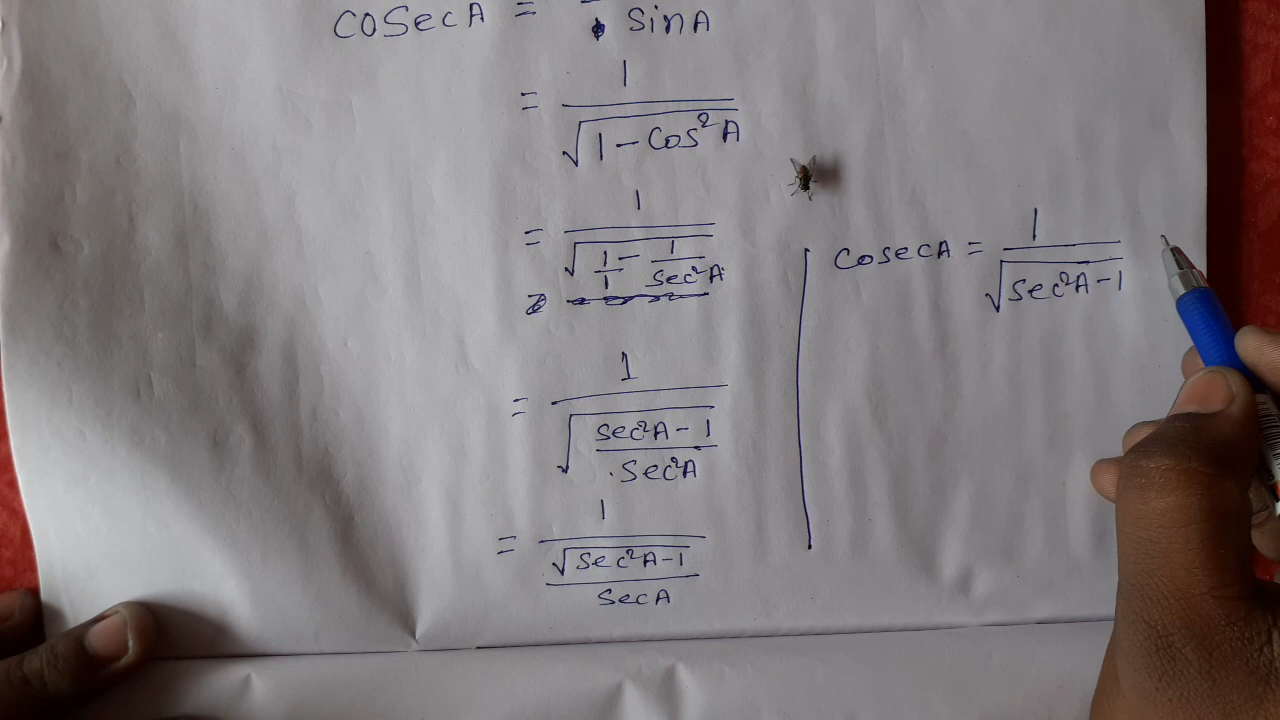 cosecA = 
sinA
= 1
√1 - cos²A
= 1
√1/1 - 1/sec²A
= 1
√sec²A - 1
sec²A
= 1
√sec²A-1
secA
cosecA = 1
√sec²A-1